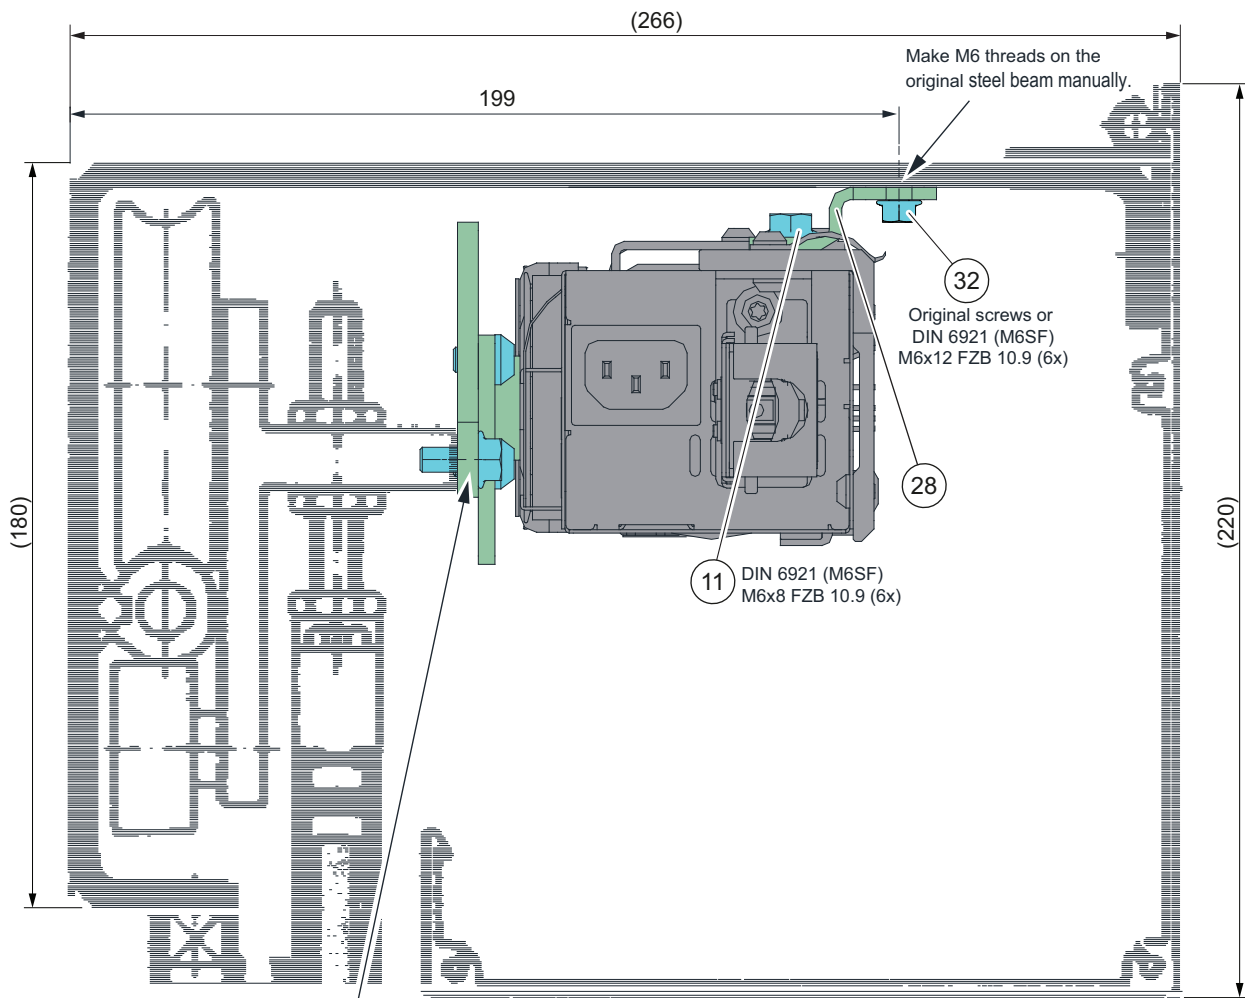 (266)
Make M6 threads on the
original steel beam manually.
199
32
Original screws or
DIN 6921 (M6SF)
M6x12 FZB 10.9 (6x)
28
(180)
(220)
11
DIN 6921 (M6SF)
M6x8 FZB 10.9 (6x)